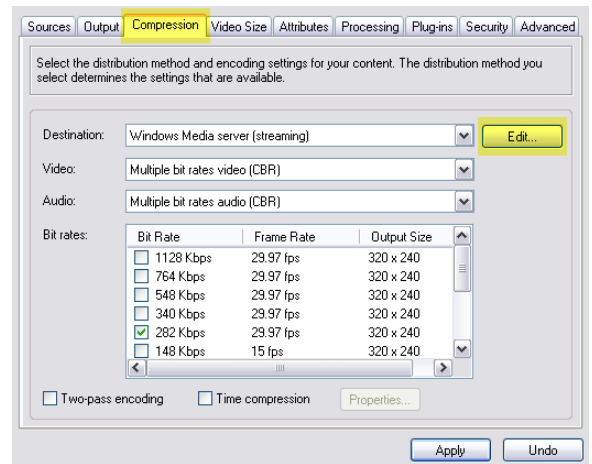 Sources Output Compression Video Size Attributes Processing Plug-ins Security Advanced
Select the distribution method and encoding settings for your content. The distribution method you
select determines the settings that are available.
Destination: Windows Media server (streaming) Edit...
Video: Multiple bit rates video (CBR)
Audio: Multiple bit rates audio (CBR)
Bit rates: Bit Rate Frame Rate Output Size
1128 Kbps 29.97 fps 320 x 240
764 Kbps 29.97 fps 320 x 240
548 Kbps 29.97 fps 320 x 240
340 Kbps 29.97 fps 320 x 240
282 Kbps 29.97 fps 320 x 240
148 Kbps 15 fps 320 x 240
Two-pass encoding Time compression Properties...
Apply Undo